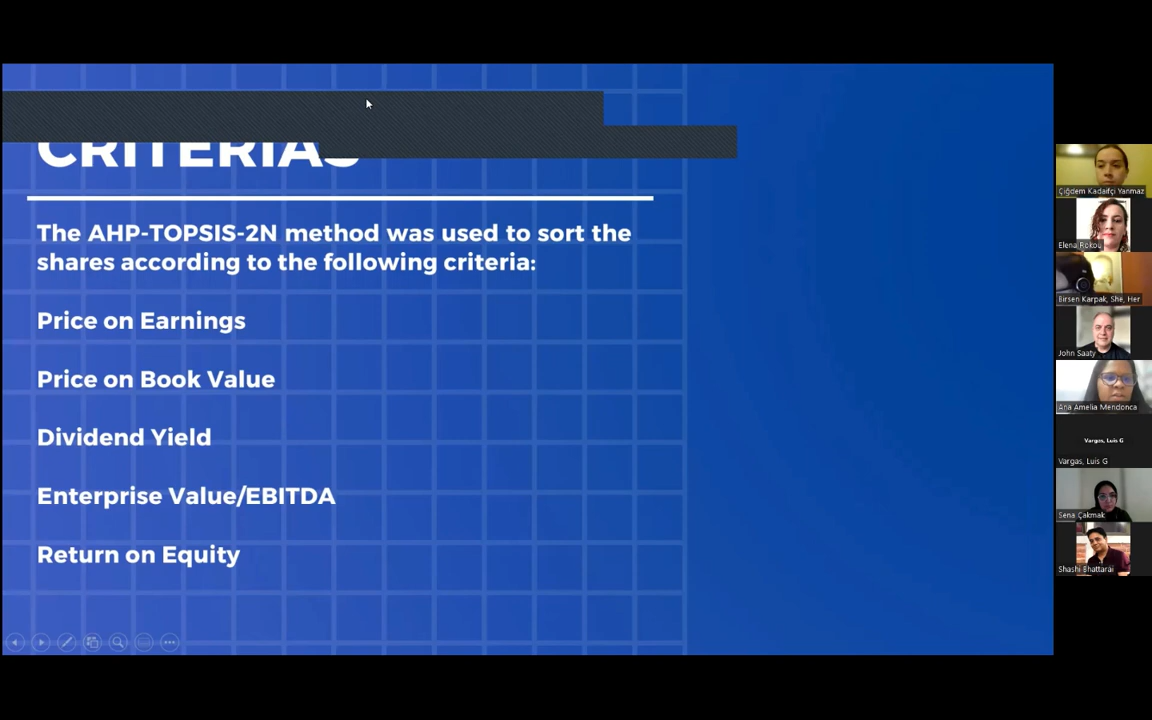 CRITERIAS
The AHP-TOPSIS-2N method was used to sort the
shares according to the following criteria:
Price on Earnings
Price on Book Value
Dividend Yield
Enterprise Value/EBITDA
Return on Equity
Çiğdem Kadaifçi Yanmaz
Elena Rokou
Birsen Karpak, She, Her
John Saaty
Ana Amelia Mendonca
Vargas, Luis G
Vargas, Luis G
Sena Çakmak
Shashi Bhattarai